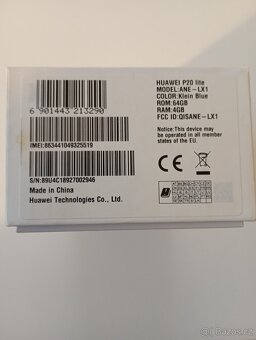 HUAWEI P20 lite
MODEL:ANE-LX1
COLOR:Klein Blue
ROM:64GB
RAM:4GB
FCC ID:QISANE-LX1
Notice:This device may
be operated in all
member states of
the EU.
6 901443 213290
IMEI:863441049325519
S/N:B9U4C18927002946
Made in China
Huawei Technologies Co., Ltd.
CE